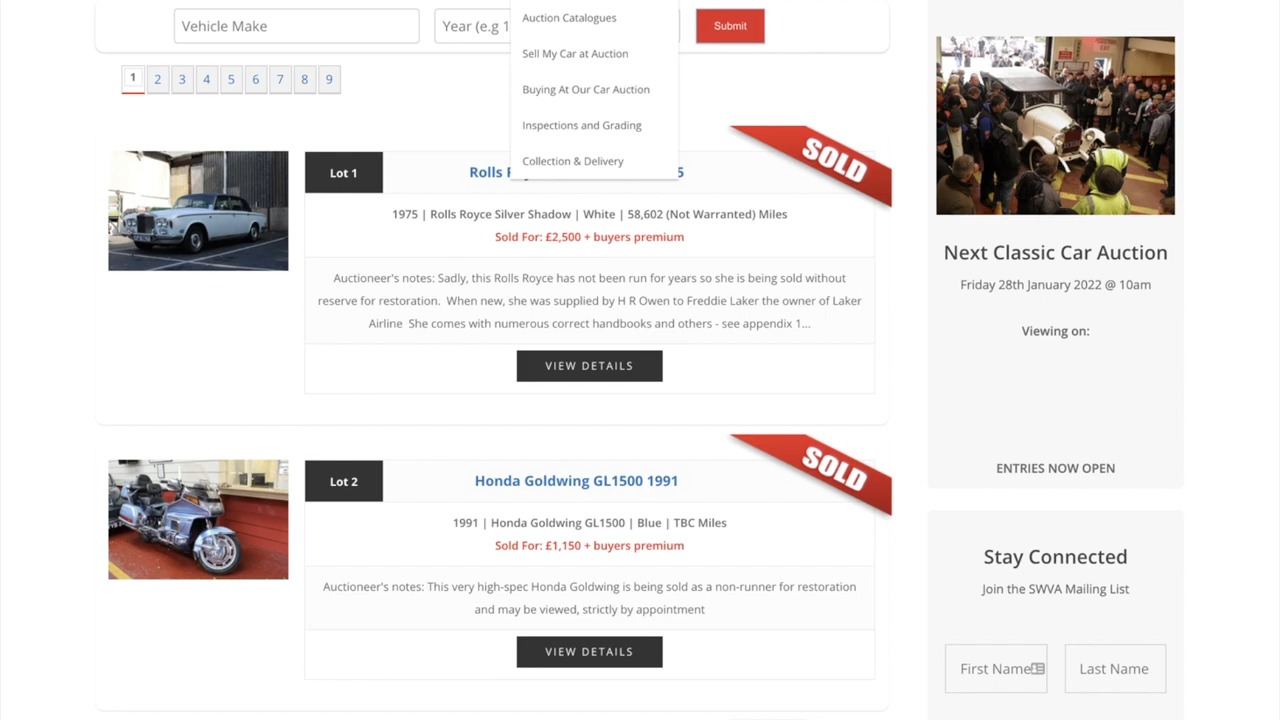 Vehicle Make
Year (e.g 1
Auction Catalogues
Sell My Car at Auction
Buying At Our Car Auction
Inspections and Grading
Collection & Delivery
Submit
1 2 3 4 5 6 7 8 9
SOLD
Lot 1
Rolls
5
1975 | Rolls Royce Silver Shadow | White | 58,602 (Not Warranted) Miles
Sold For: £2,500 + buyers premium
Auctioneer's notes: Sadly, this Rolls Royce has not been run for years so she is being sold without
reserve for restoration. When new, she was supplied by H R Owen to Freddie Laker the owner of Laker
Airline She comes with numerous correct handbooks and others - see appendix 1...
VIEW DETAILS
SOLD
Lot 2
Honda Goldwing GL1500 1991
1991 | Honda Goldwing GL1500 | Blue | TBC Miles
Sold For: £1,150 + buyers premium
Auctioneer's notes: This very high-spec Honda Goldwing is being sold as a non-runner for restoration
and may be viewed, strictly by appointment
VIEW DETAILS
Next Classic Car Auction
Friday 28th January 2022 @ 10am
Viewing on:
ENTRIES NOW OPEN
Stay Connected
Join the SWVA Mailing List
First Name
Last Name